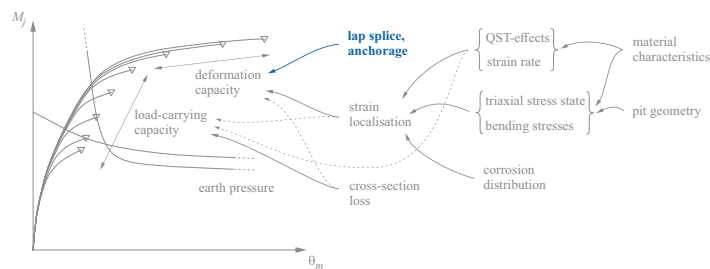 M_j
lap splice,
anchorage
deformation
capacity
load-carrying
capacity
earth pressure
θ_m
strain
localisation
cross-section
loss
QST-effects
strain rate
triaxial stress state
bending stresses
corrosion
distribution
material
characteristics
pit geometry